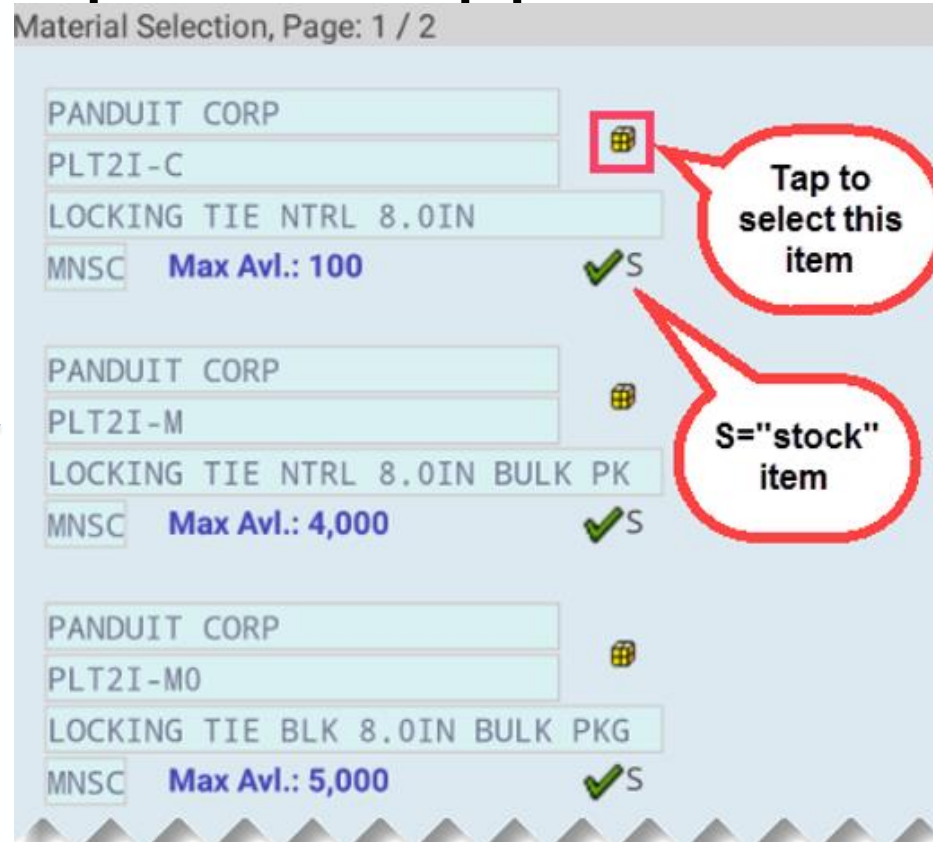 Material Selection, Page: 1 / 2
PANDUIT CORP
PLT2I-C
LOCKING TIE NTRL 8.0IN
MNSC Max Avl.: 100 S
Tap to
select this
item
PANDUIT CORP
PLT2I-M
LOCKING TIE NTRL 8.0IN BULK PK
MNSC Max Avl.: 4,000 S
S="stock"
item
PANDUIT CORP
PLT2I-M0
LOCKING TIE BLK 8.0IN BULK PKG
MNSC Max Avl.: 5,000 S